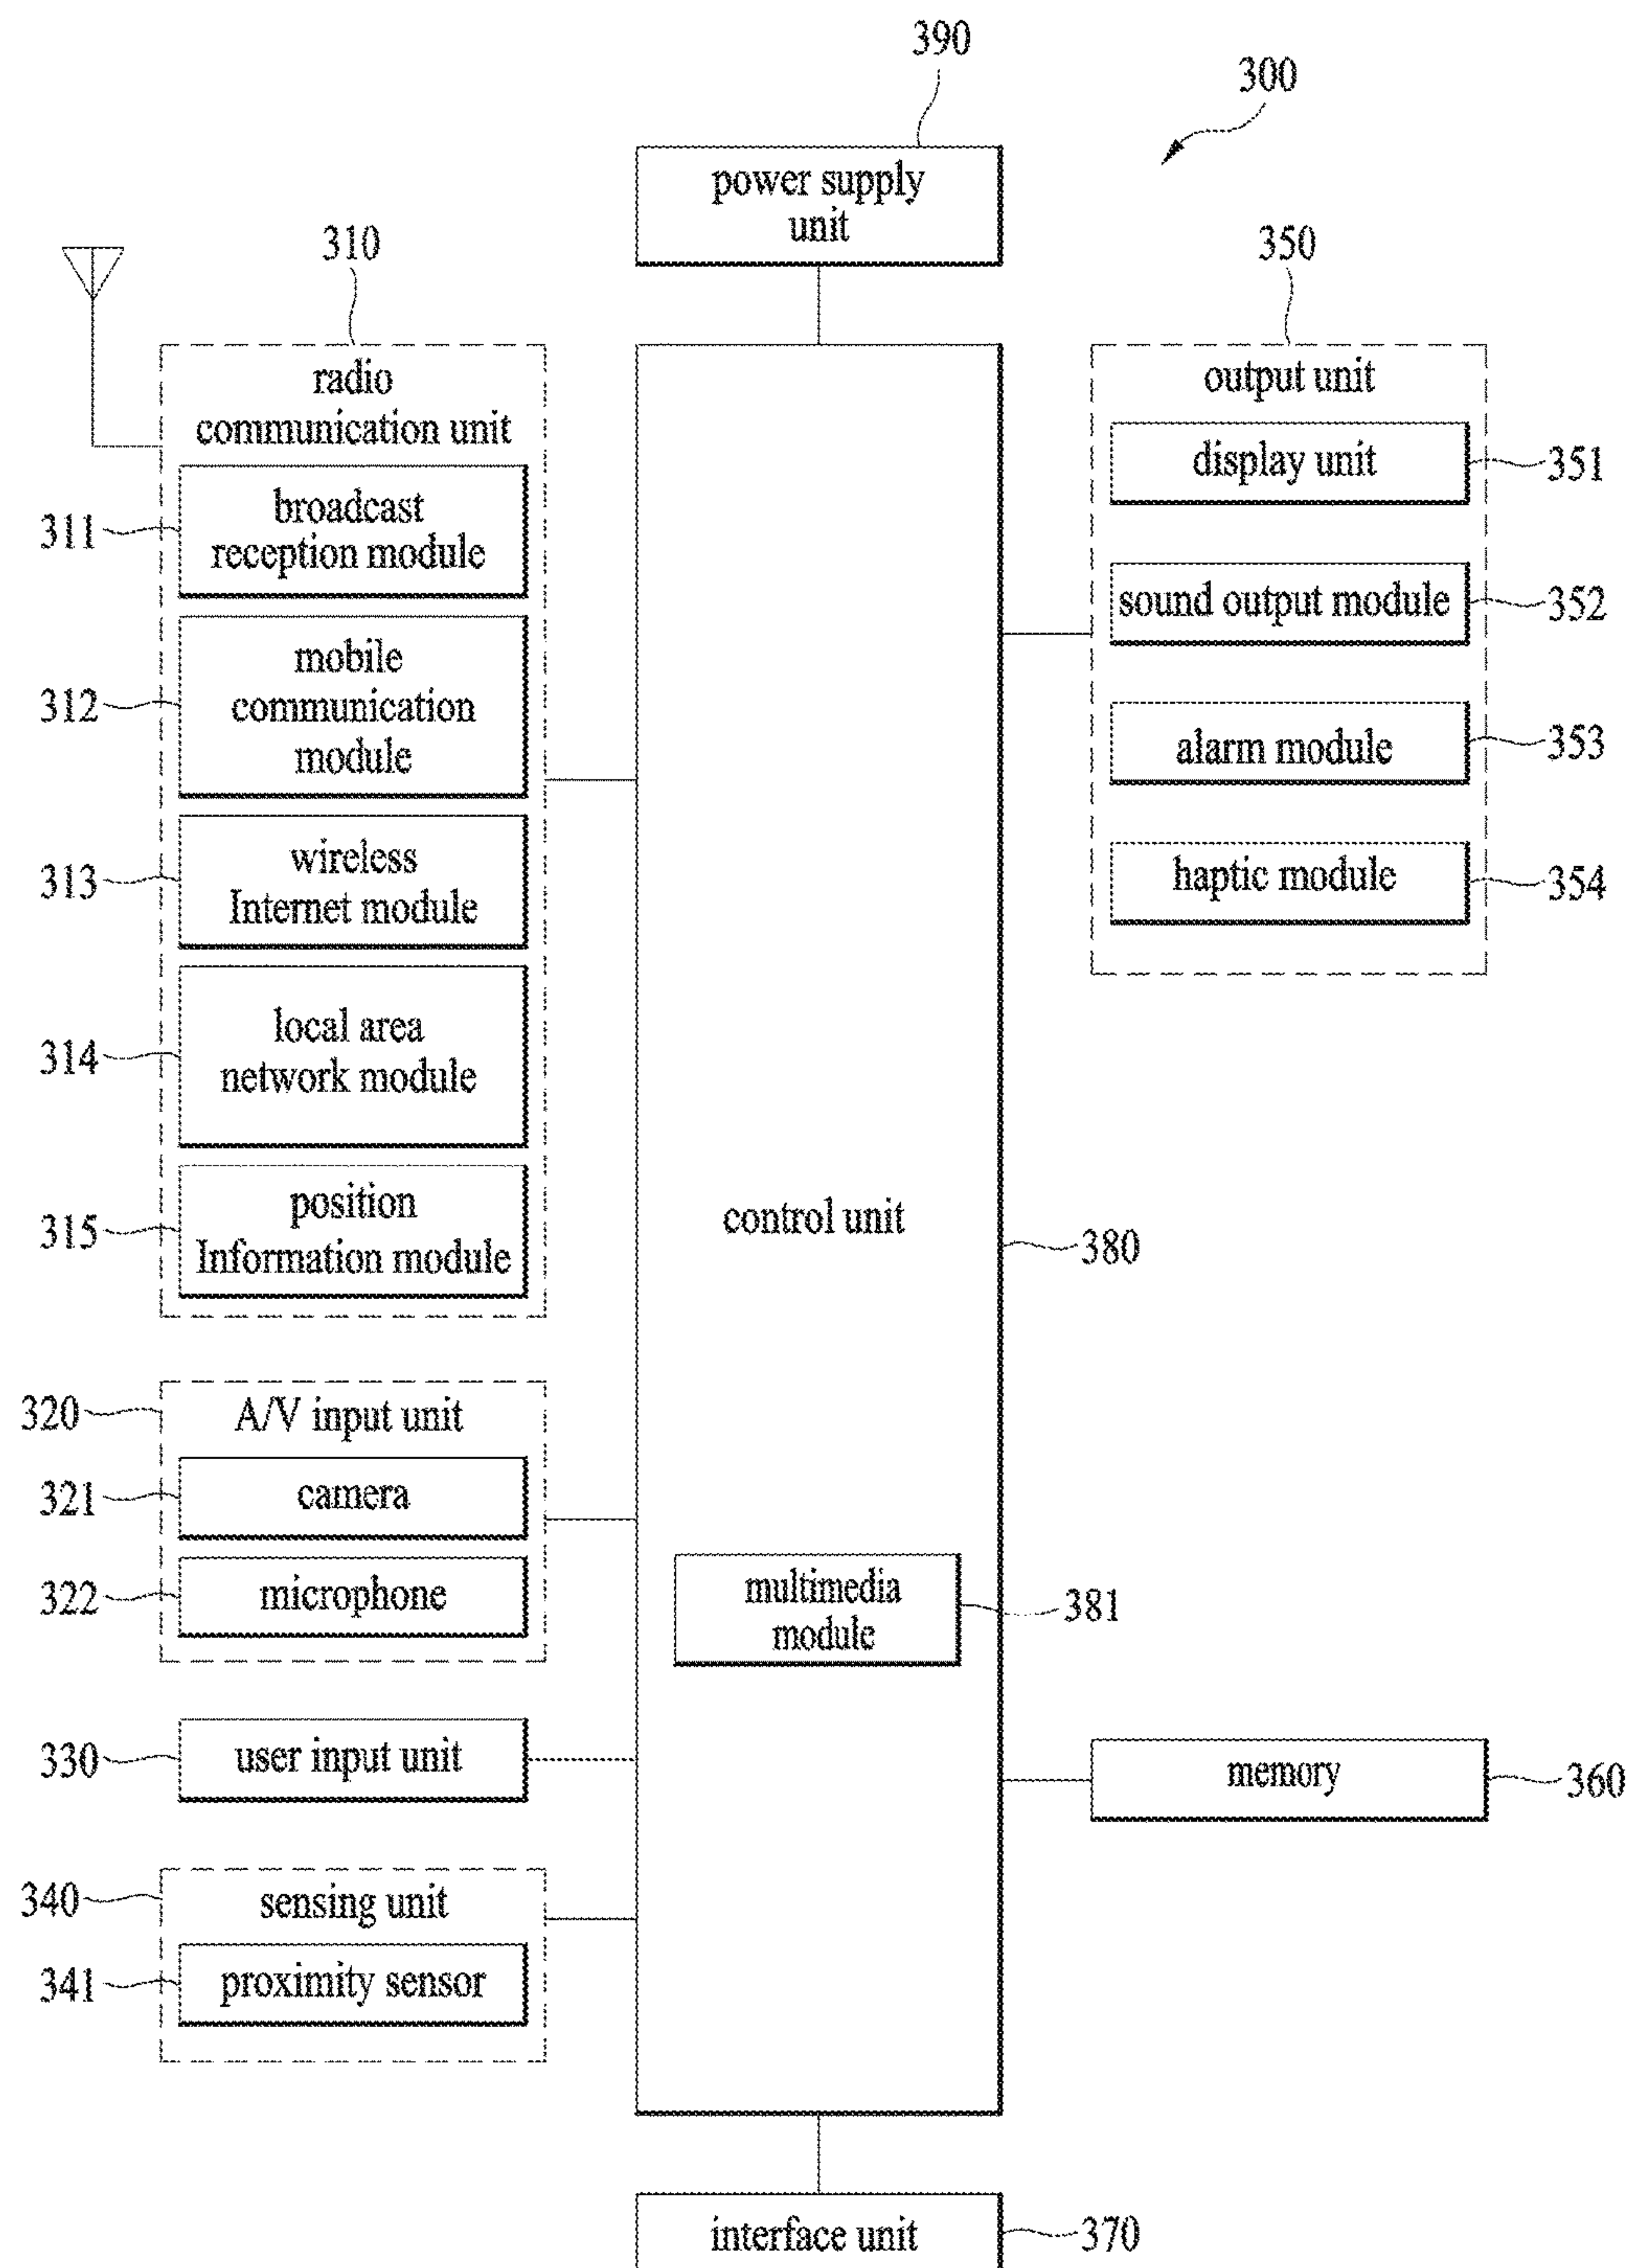 390
300
power supply
unit
310
350
radio
communication unit
output unit
311
broadcast
reception module
display unit
351
312
mobile
communication
module
sound output module
352
alarm module
353
313
wireless
Internet module
haptic module
354
314
local area
network module
315
position
Information module
control unit
380
320
A/V input unit
321
camera
322
microphone
multimedia
module
381
330
user input unit
memory
360
340
sensing unit
341
proximity sensor
interface unit
370